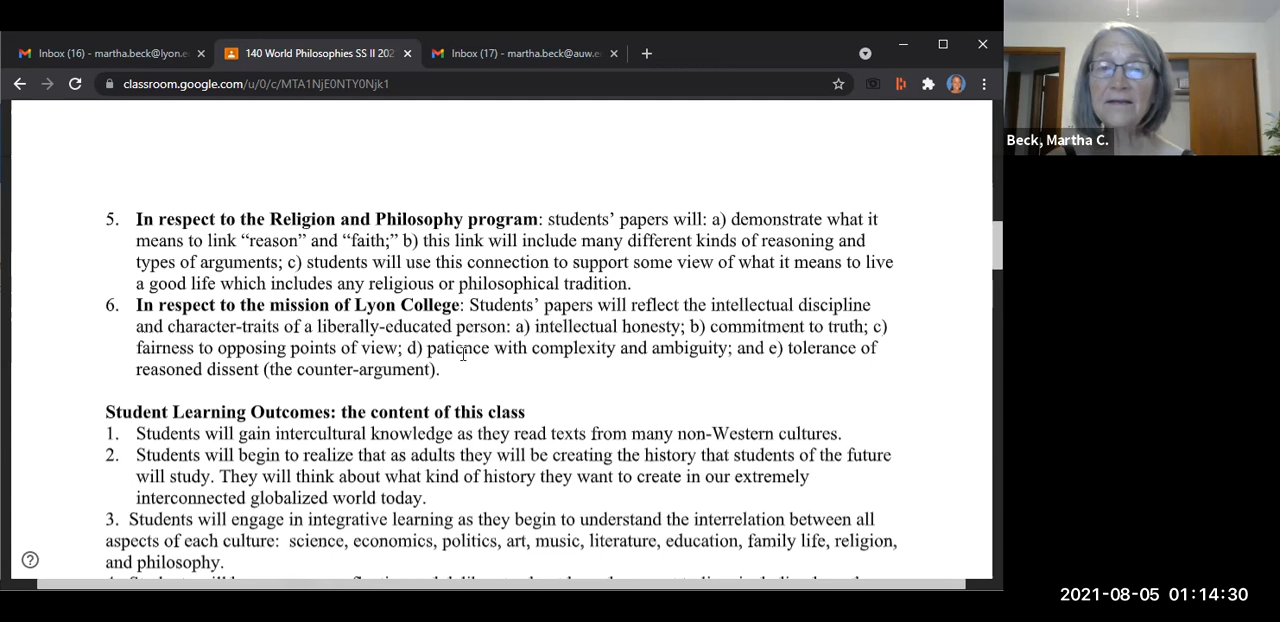 Inbox (16) - martha.beck@lyon.e
140 World Philosophies SS II 202
Inbox (17) - martha.beck@auw.e
classroom.google.com/u/0/c/MTA1NjE0NTY0Njk1
Beck, Martha C.
5. In respect to the Religion and Philosophy program: students’ papers will: a) demonstrate what it
means to link “reason” and “faith;” b) this link will include many different kinds of reasoning and
types of arguments; c) students will use this connection to support some view of what it means to live
a good life which includes any religious or philosophical tradition.
6. In respect to the mission of Lyon College: Students’ papers will reflect the intellectual discipline
and character-traits of a liberally-educated person: a) intellectual honesty; b) commitment to truth; c)
fairness to opposing points of view; d) patience with complexity and ambiguity; and e) tolerance of
reasoned dissent (the counter-argument).
Student Learning Outcomes: the content of this class
1. Students will gain intercultural knowledge as they read texts from many non-Western cultures.
2. Students will begin to realize that as adults they will be creating the history that students of the future
will study. They will think about what kind of history they want to create in our extremely
interconnected globalized world today.
3. Students will engage in integrative learning as they begin to understand the interrelation between all
aspects of each culture: science, economics, politics, art, music, literature, education, family life, religion,
and philosophy.
2021-08-05 01:14:30